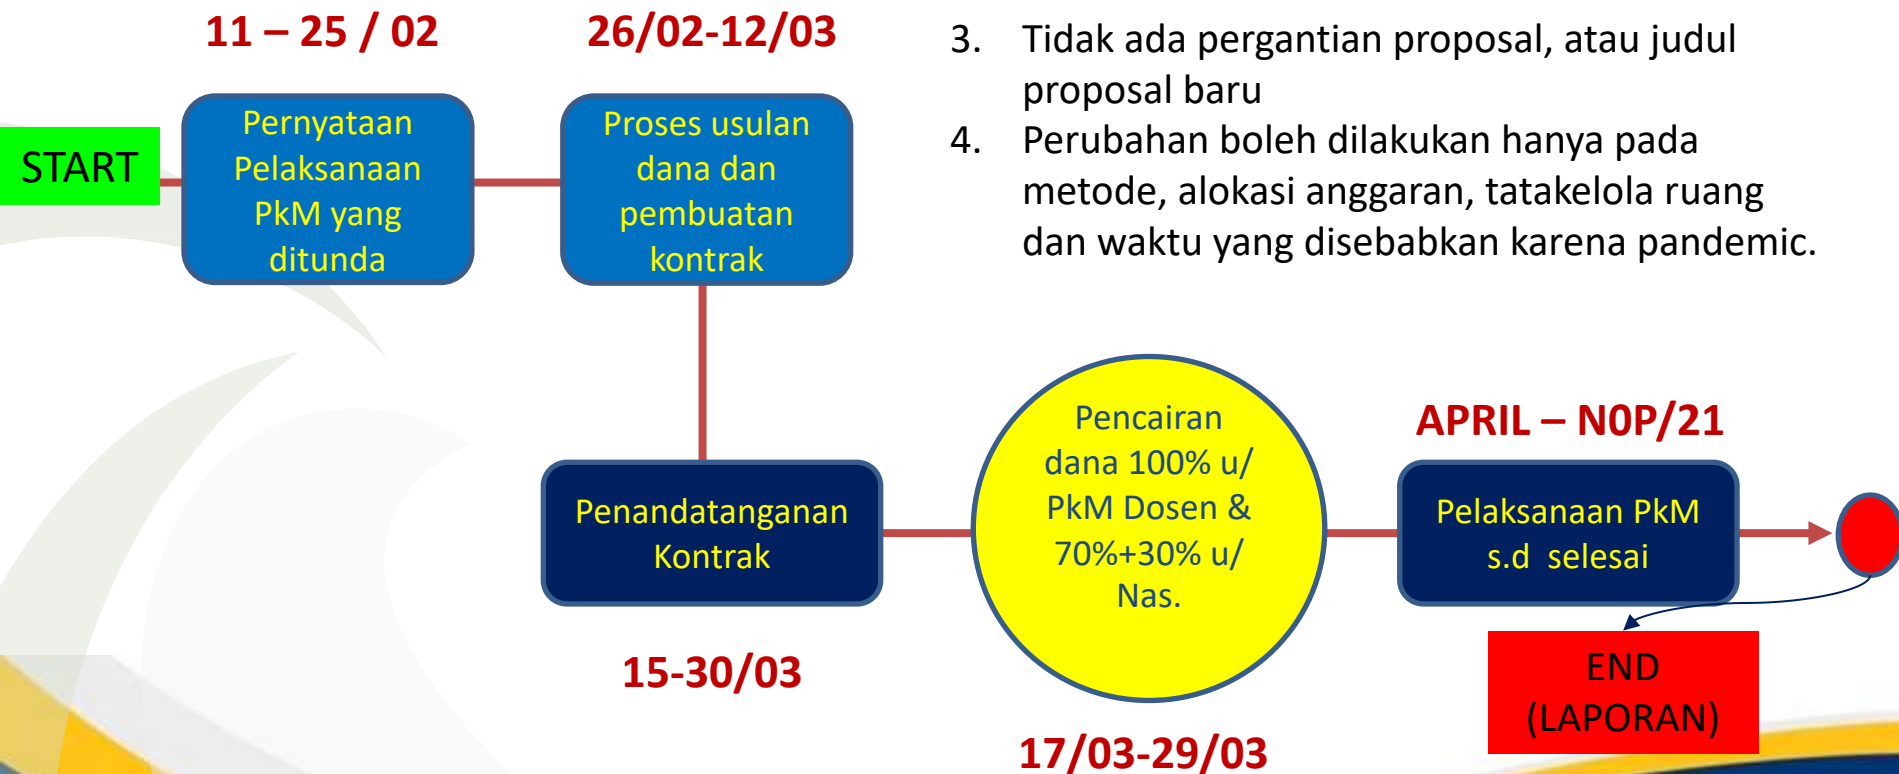 11 – 25 / 02
26/02-12/03
3. Tidak ada pergantian proposal, atau judul
proposal baru
4. Perubahan boleh dilakukan hanya pada
metode, alokasi anggaran, tatakelola ruang
dan waktu yang disebabkan karena pandemic.
START
Pernyataan
Pelaksanaan
PkM yang
ditunda
Proses usulan
dana dan
pembuatan
kontrak
Penandatanganan
Kontrak
15-30/03
Pencairan
dana 100% u/
PkM Dosen &
70%+30% u/
Nas.
17/03-29/03
APRIL – N0P/21
Pelaksanaan PkM
s.d selesai
END
(LAPORAN)